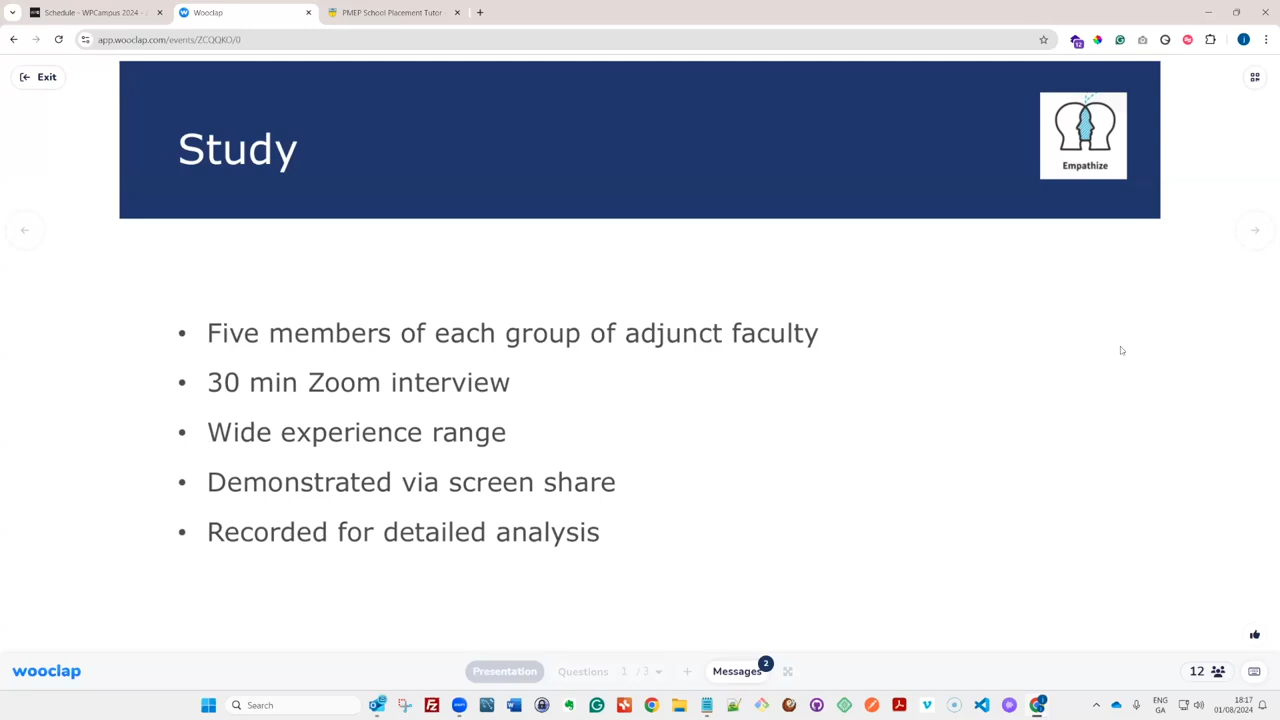 Schedule - WPCampus 2024 -
Wooclap
PMEP School Placement Tutor
app.wooclap.com/events/ZCQQKO/0
12
i
Exit
Study
Empathize
• Five members of each group of adjunct faculty
• 30 min Zoom interview
• Wide experience range
• Demonstrated via screen share
• Recorded for detailed analysis
wooclap
Presentation
Questions 1 / 3
+
Messages 2
12
Search
ENG
GA
18:17
01/08/2024